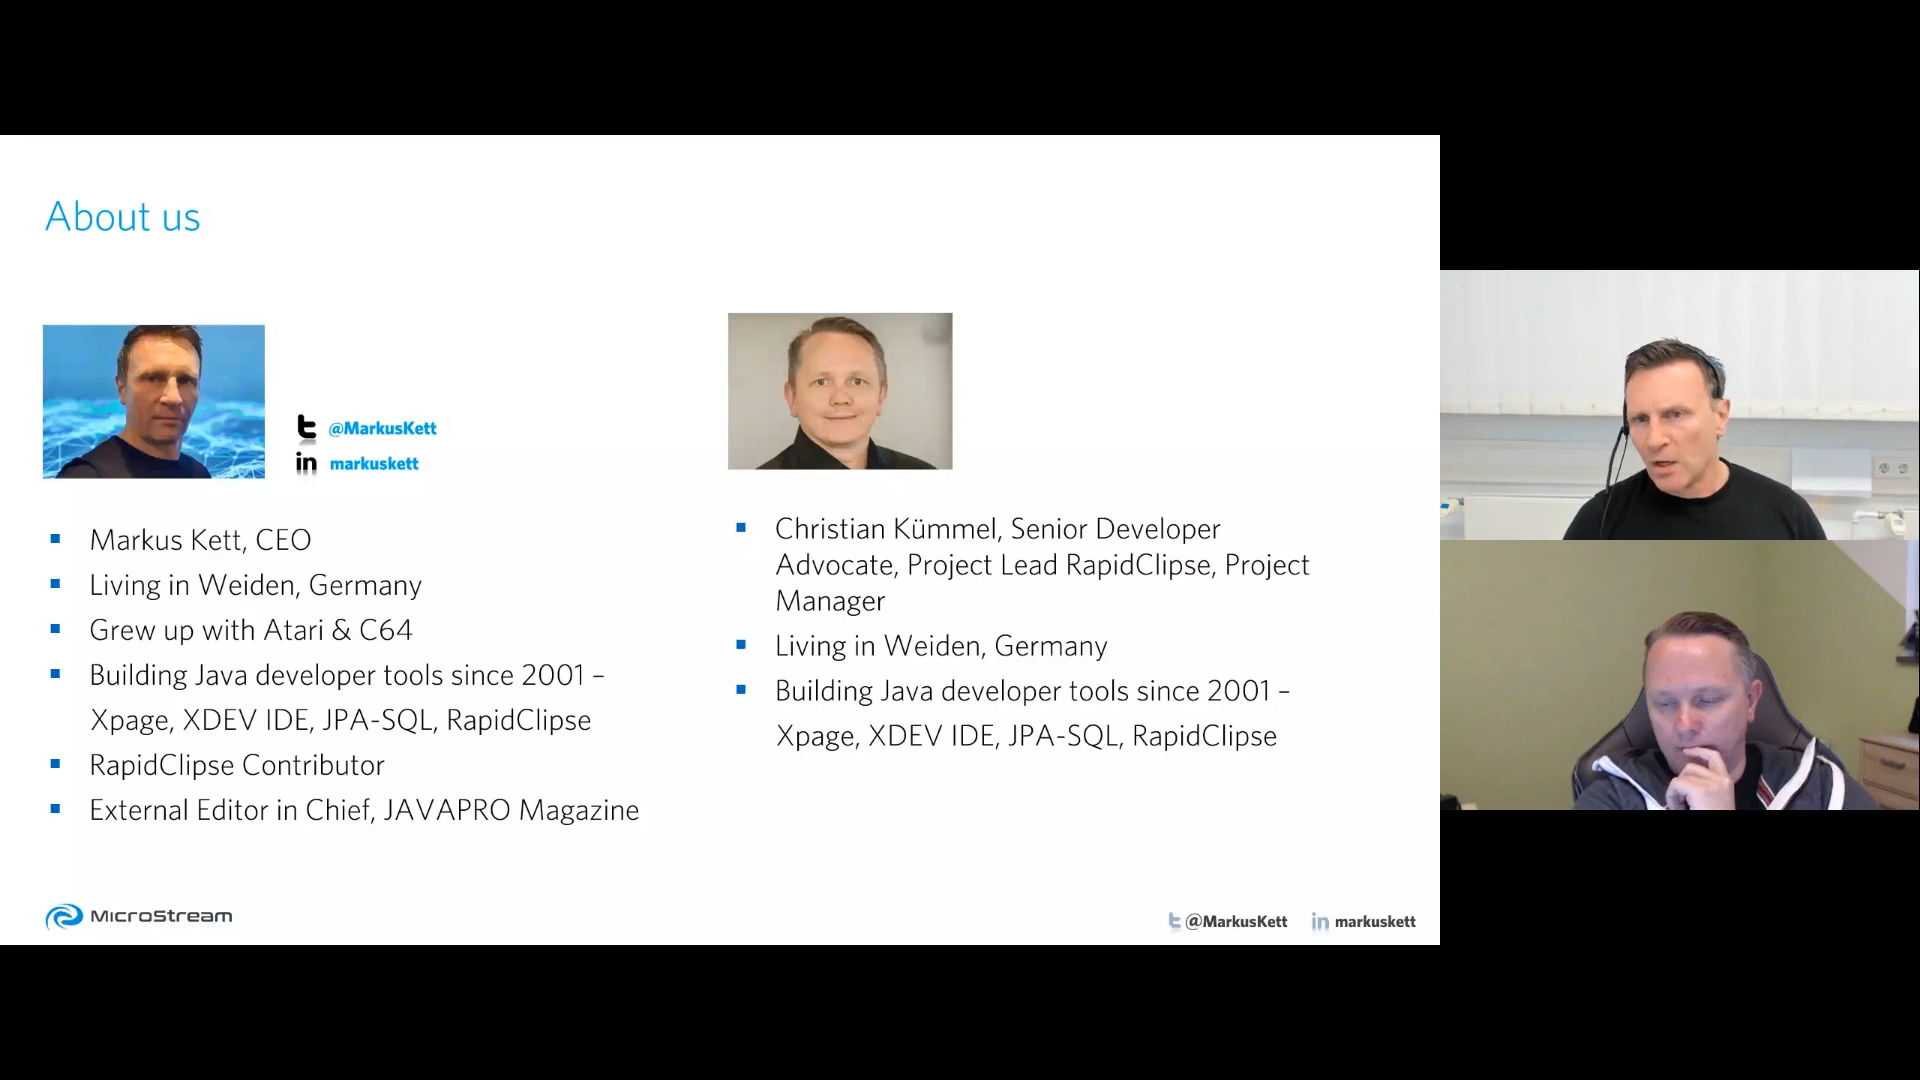 About us
@MarkusKett
in markuskett
Markus Kett, CEO
Living in Weiden, Germany
Grew up with Atari & C64
Building Java developer tools since 2001 –
Xpage, XDEV IDE, JPA-SQL, RapidClipse
RapidClipse Contributor
External Editor in Chief, JAVAPRO Magazine
Christian Kümmel, Senior Developer
Advocate, Project Lead RapidClipse, Project
Manager
Living in Weiden, Germany
Building Java developer tools since 2001 –
Xpage, XDEV IDE, JPA-SQL, RapidClipse
MicroStream
@MarkusKett in markuskett